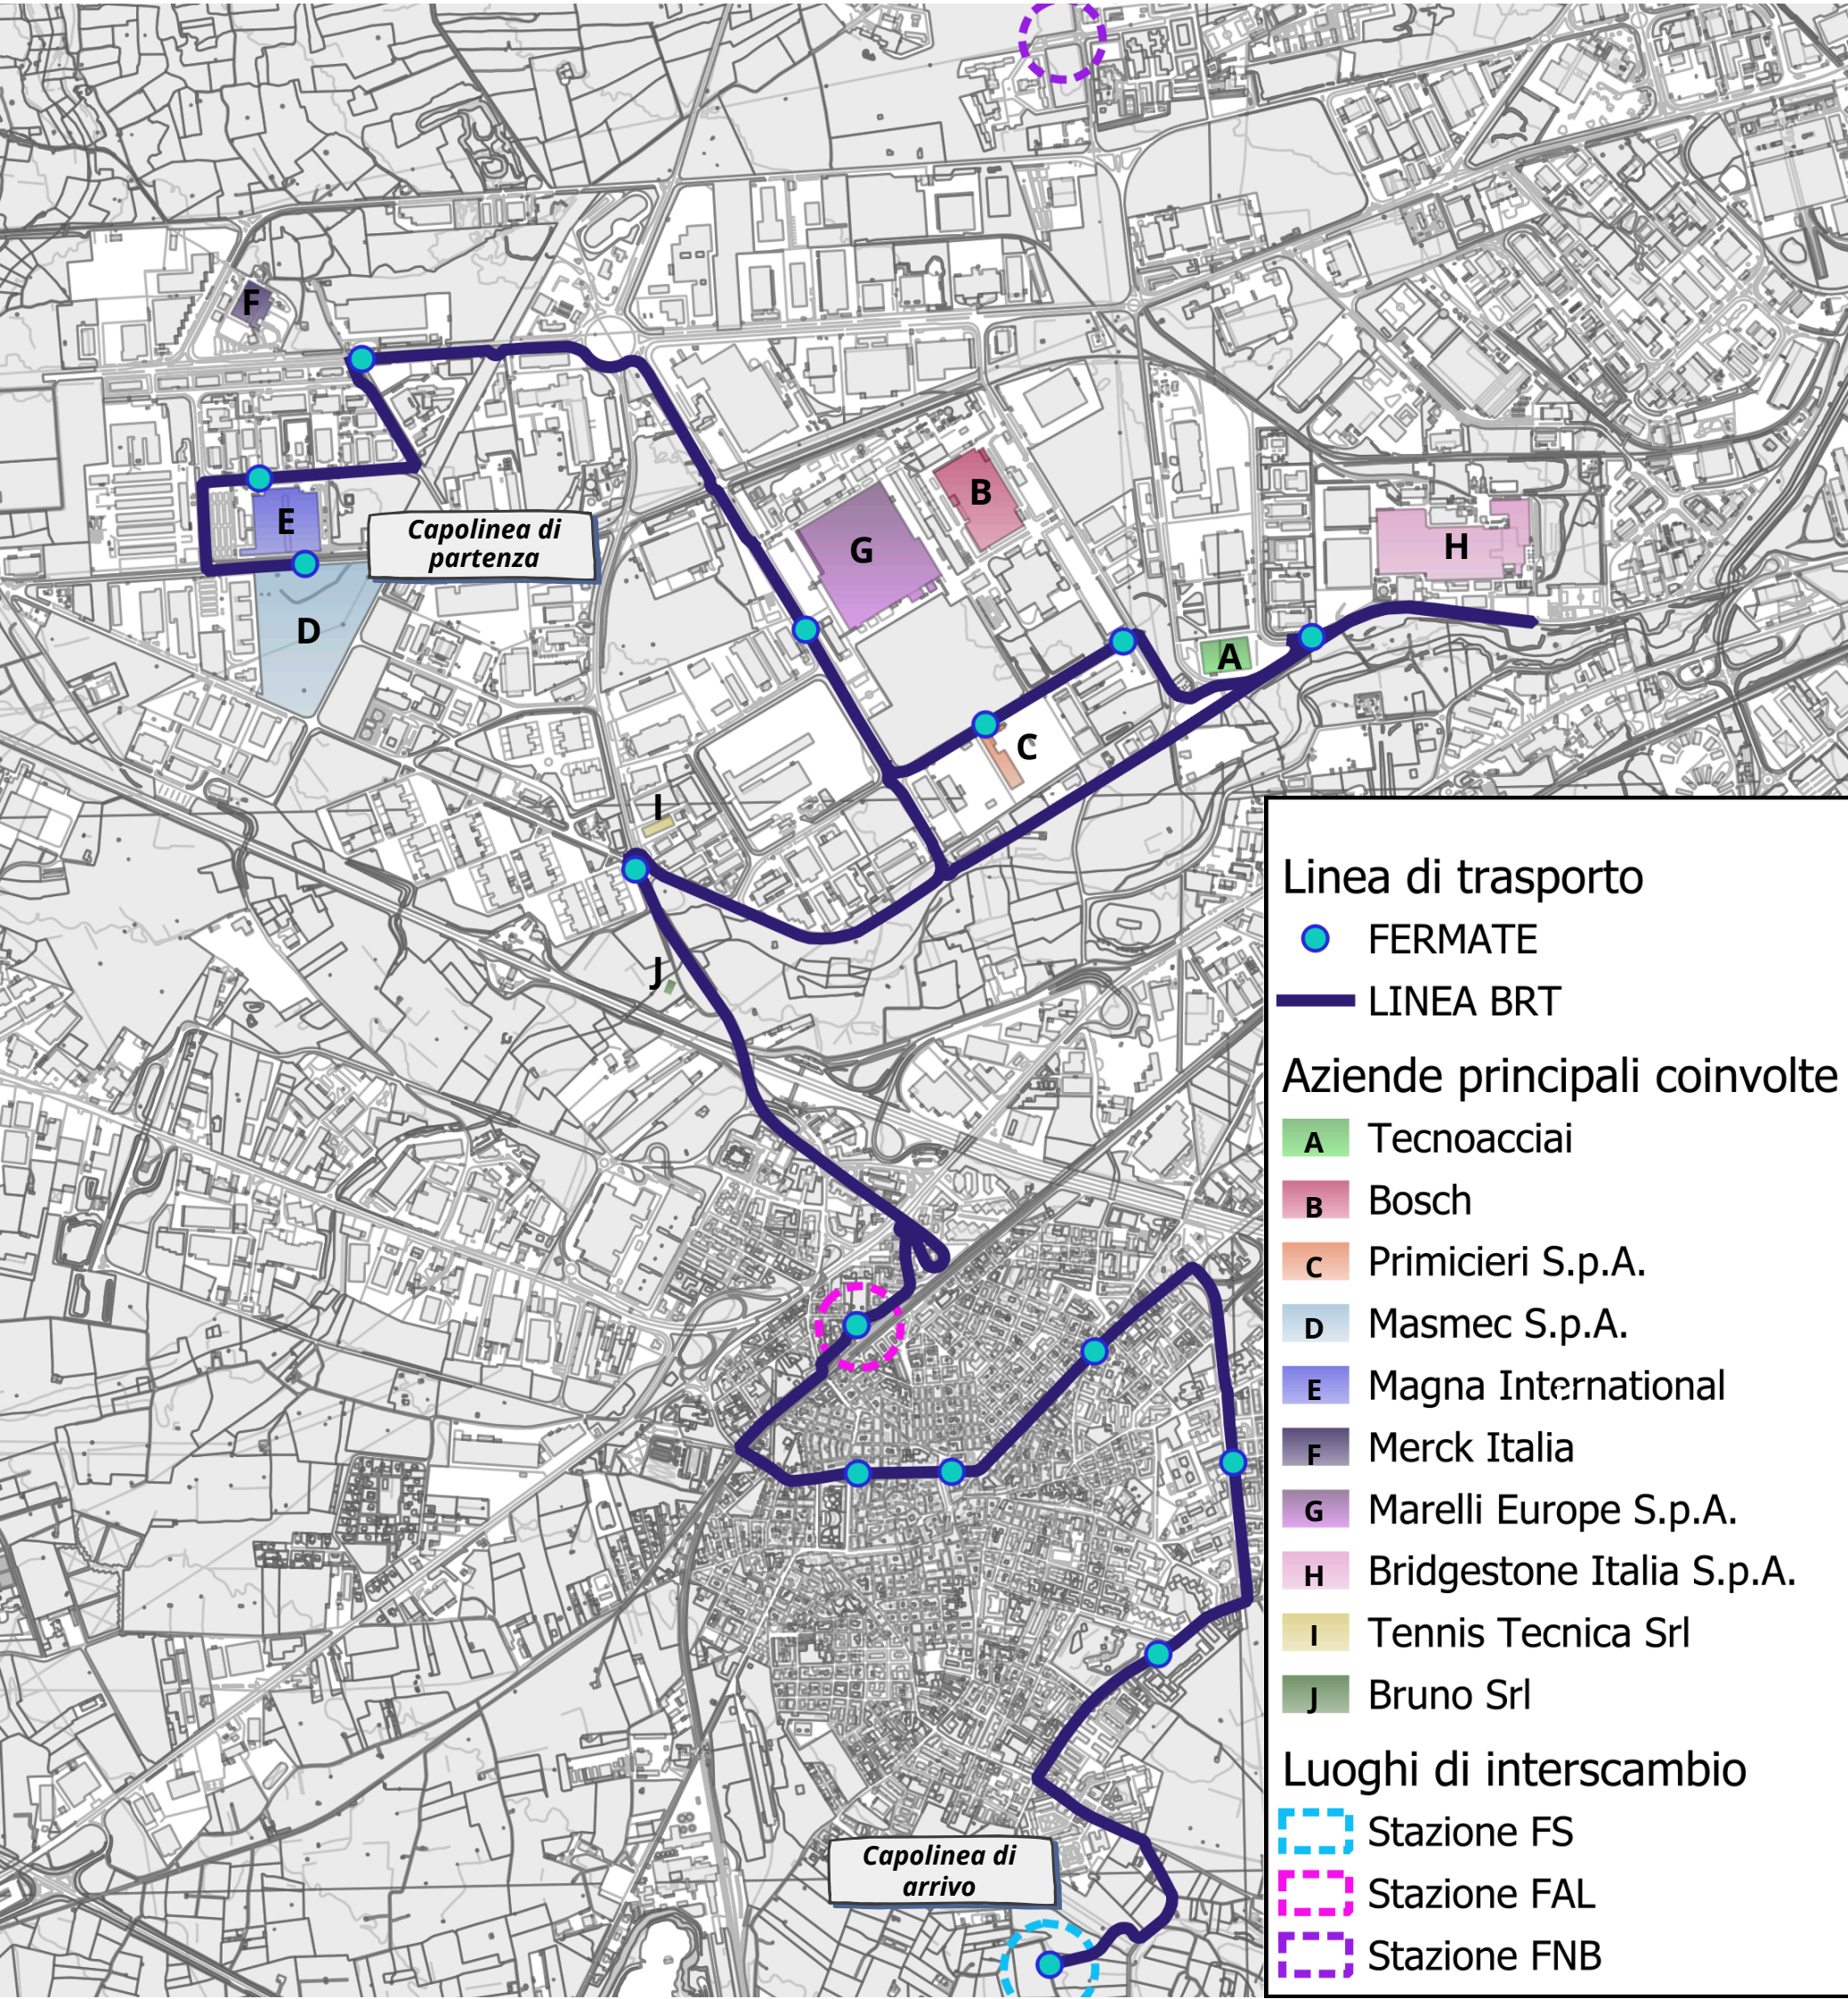 F
E
Capolinea di
partenza
D
G
B
H
A
C
I
J
Capolinea di
arrivo
Linea di trasporto
FERMATE
LINEA BRT
Aziende principali coinvolte
A Tecnoacciai
B Bosch
C Primicieri S.p.A.
D Masmec S.p.A.
E Magna International
F Merck Italia
G Marelli Europe S.p.A.
H Bridgestone Italia S.p.A.
I Tennis Tecnica Srl
J Bruno Srl
Luoghi di interscambio
Stazione FS
Stazione FAL
Stazione FNB